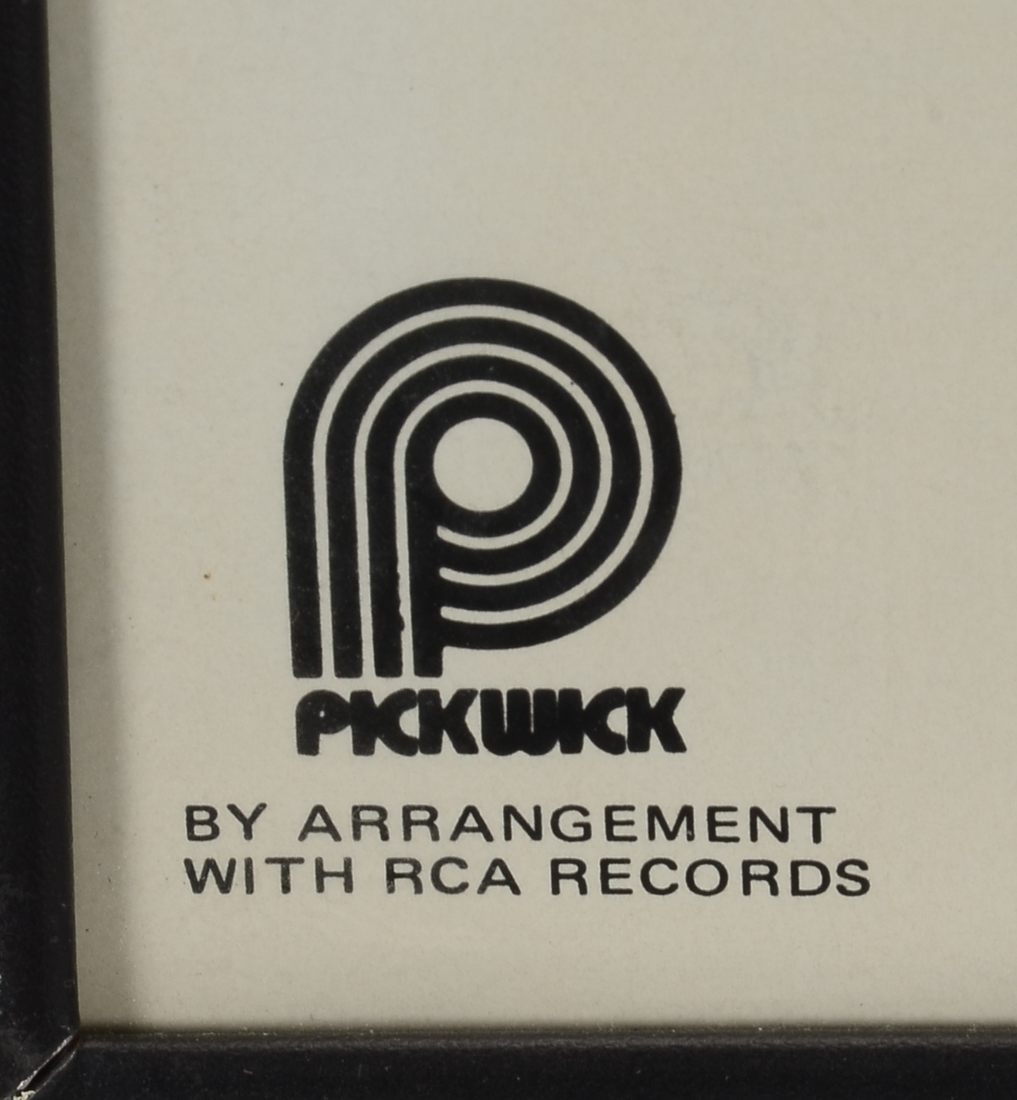 PICKWICK
BY ARRANGEMENT
WITH RCA RECORDS